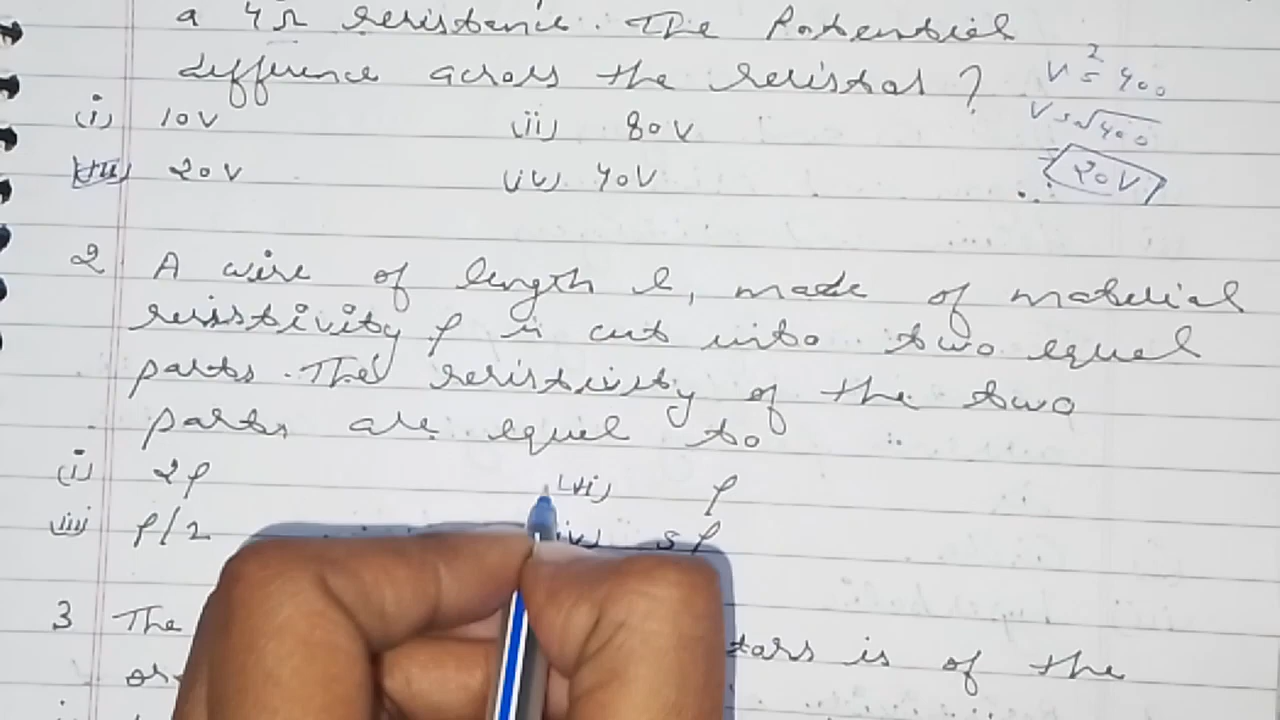 a 4Ω resistance. The Potential
difference across the resistor?
V² = 400
V = √400
= 20V
(i) 10V (ii) 80V
(iii) 20V (iv) 40V
2 A wire of length l, made of material
resistivity ρ is cut into two equal
parts. The resistivity of the two
parts are equal to
(i) 2ρ (ii) ρ
(iii) ρ/2 (iv) 5ρ
3 The
tors is of the